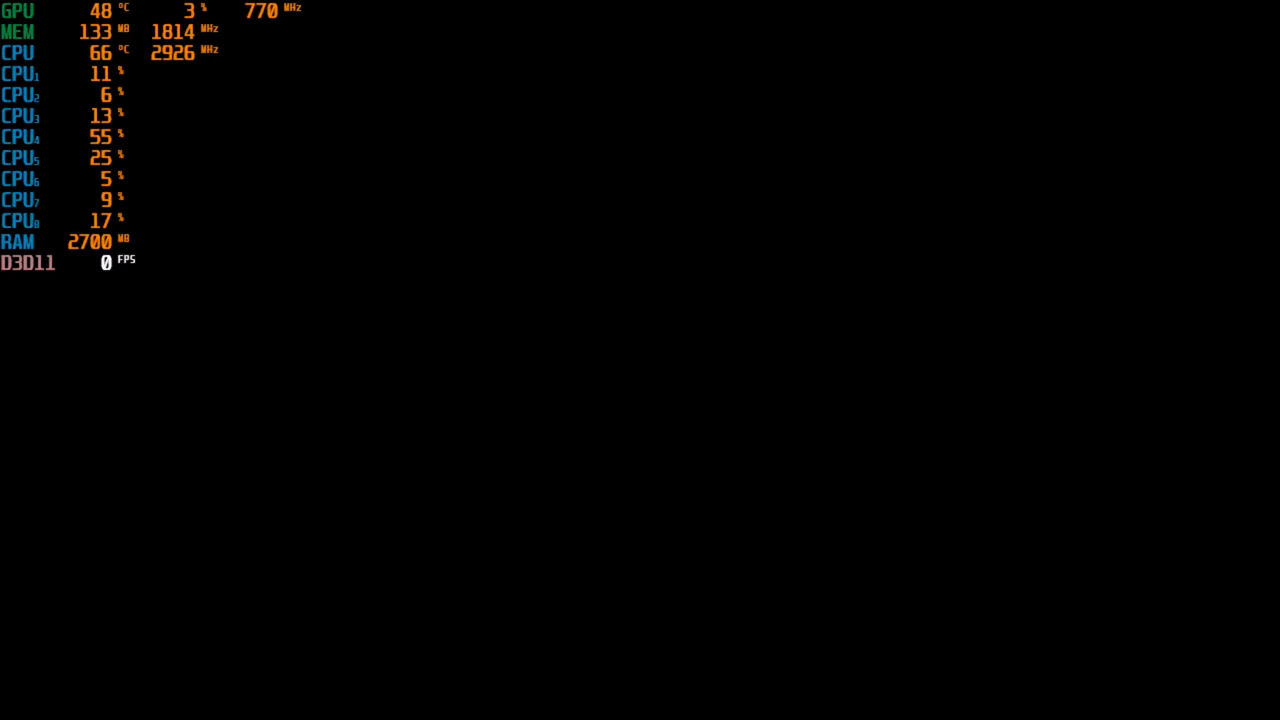 GPU 48 °C 3 % 770 MHz
MEM 133 MB 1814 MHz
CPU 66 °C 2926 MHz
CPU1 11 %
CPU2 6 %
CPU3 13 %
CPU4 55 %
CPU5 25 %
CPU6 5 %
CPU7 9 %
CPU8 17 %
RAM 2700 MB
D3D11 0 FPS